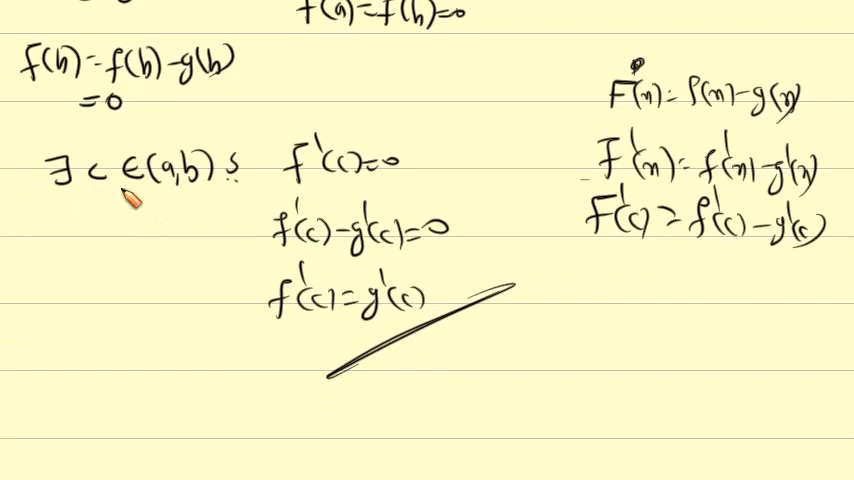 f(a)=f(b)=0
f(b)=f(b)-g(b)
=0
∃ c ∈(a,b) s.
f'(c)=0
f'(c)-g'(c)=0
f'(c)=g'(c)
F(x)=f(x)-g(x)
F'(x)=f'(x)-g'(x)
F'(c)=f'(c)-g'(c)